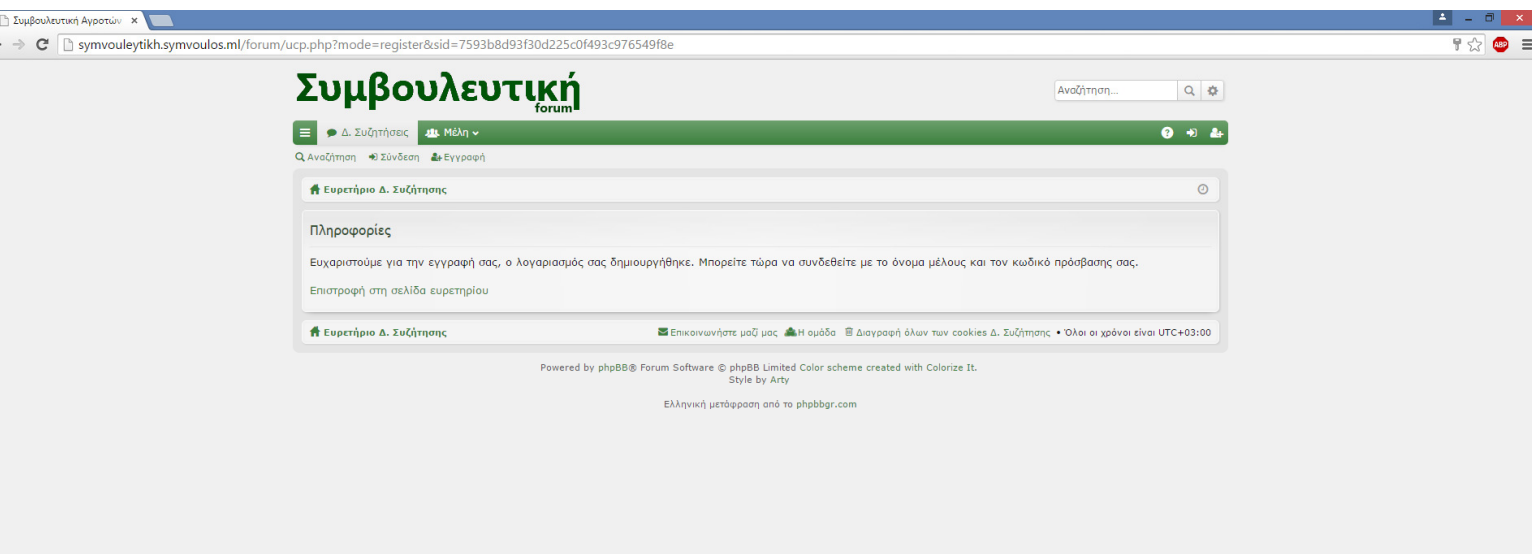 Συμβουλευτική Αγροτών
symvouleytikh.symvoulos.ml/forum/ucp.php?mode=register&sid=7593b8d93f30d225c0f493c976549f8e
ABP
Συμβουλευτική
forum
Αναζήτηση...
Δ. Συζητήσεις Μέλη
Αναζήτηση Σύνδεση Εγγραφή
Ευρετήριο Δ. Συζήτησης
Πληροφορίες
Ευχαριστούμε για την εγγραφή σας, ο λογαριασμός σας δημιουργήθηκε. Μπορείτε τώρα να συνδεθείτε με το όνομα μέλους και τον κωδικό πρόσβασης σας.
Επιστροφή στη σελίδα ευρετηρίου
Ευρετήριο Δ. Συζήτησης Επικοινωνήστε μαζί μας Η ομάδα Διαγραφή όλων των cookies Δ. Συζήτησης • Όλοι οι χρόνοι είναι UTC+03:00
Powered by phpBB® Forum Software © phpBB Limited Color scheme created with Colorize It.
Style by Arty
Ελληνική μετάφραση από το phpbbgr.com